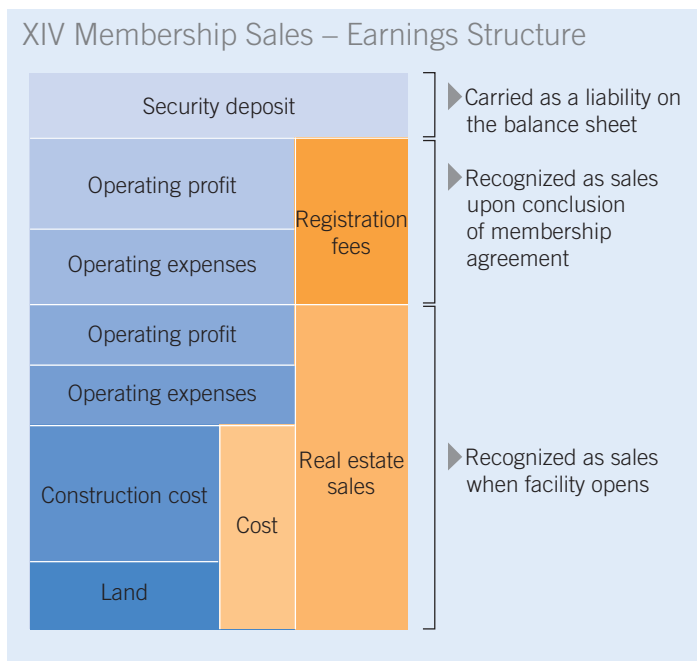 XIV Membership Sales – Earnings Structure
Security deposit
Carried as a liability on
the balance sheet
Operating profit
Operating expenses
Registration
fees
Recognized as sales
upon conclusion
of membership
agreement
Operating profit
Operating expenses
Construction cost
Land
Cost
Real estate
sales
Recognized as sales
when facility opens